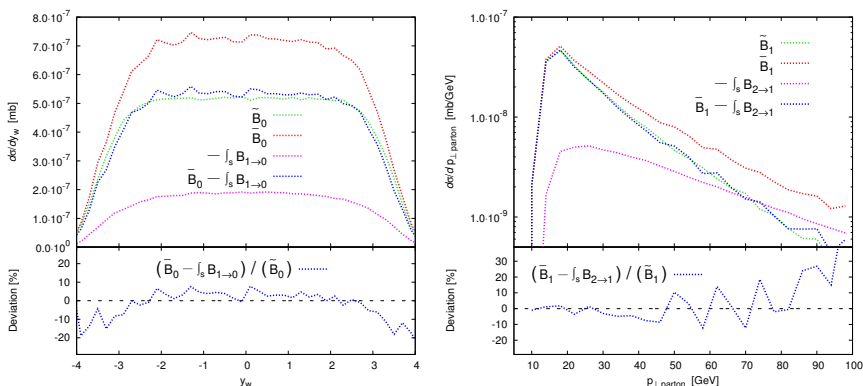 8.0·10⁻⁷
7.0·10⁻⁷
6.0·10⁻⁷
5.0·10⁻⁷
4.0·10⁻⁷
3.0·10⁻⁷
2.0·10⁻⁷
1.0·10⁻⁷
0.0·10⁰
dσ/dy_w [mb]
B̃₀
B̄₀
— ∫ₛ B₁→₀
B̄₀ — ∫ₛ B₁→₀
20
10
0
-10
-20
Deviation [%]
(B̄₀ — ∫ₛ B₁→₀) / (B̃₀)
-4 -3 -2 -1 0 1 2 3 4
y_w
1.0·10⁻⁷
1.0·10⁻⁸
1.0·10⁻⁹
dσ/d p_⊥ parton [mb/GeV]
B̃₁
B̄₁
— ∫ₛ B₂→₁
B̄₁ — ∫ₛ B₂→₁
30
20
10
0
-10
-20
Deviation [%]
(B̄₁ — ∫ₛ B₂→₁) / (B̃₁)
10 20 30 40 50 60 70 80 90 100
p_⊥ parton [GeV]